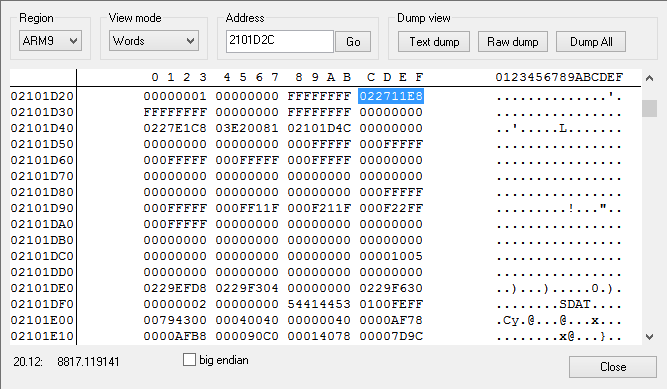 Region View mode Address Dump view
ARM9 Words 2101D2C Go Text dump Raw dump Dump All
0 1 2 3 4 5 6 7 8 9 A B C D E F 0123456789ABCDEF
02101D20 00000001 00000000 FFFFFFFF 022711E8 ..............'.
02101D30 FFFFFFFF FFFFFFFF 00000000 00000000 ................
02101D40 0227E1C8 03E20081 02101D4C 00000000 ..'.....L.......
02101D50 00000000 000FFFFF 00000000 000FFFFF ................
02101D60 000FFFFF 000FFFFF 000FFFFF 00000000 ................
02101D70 00000000 00000000 00000000 00000000 ................
02101D80 00000000 00000000 00000000 000FFFFF ................
02101D90 000FFFFF 000FF11F 000F211F 000F22FF .........!..."..
02101DA0 000FFFFF 00000000 00000000 00000000 ................
02101DB0 00000000 00000000 00000000 00000000 ................
02101DC0 00000000 00000000 00000000 00001005 ................
02101DD0 00000000 00000000 00000000 00000000 ................
02101DE0 0229EFD8 0229F304 00000000 0229F630 ..)...).....0.).
02101DF0 00000002 00000000 54414453 0100FEFF ........SDAT....
02101E00 00794300 00040040 00000040 0000AF78 .Cy.@...@...x...
02101E10 0000AFB8 000090C0 00014078 00007D9C ........x@...}..
20.12: 8817.119141 big endian
Close